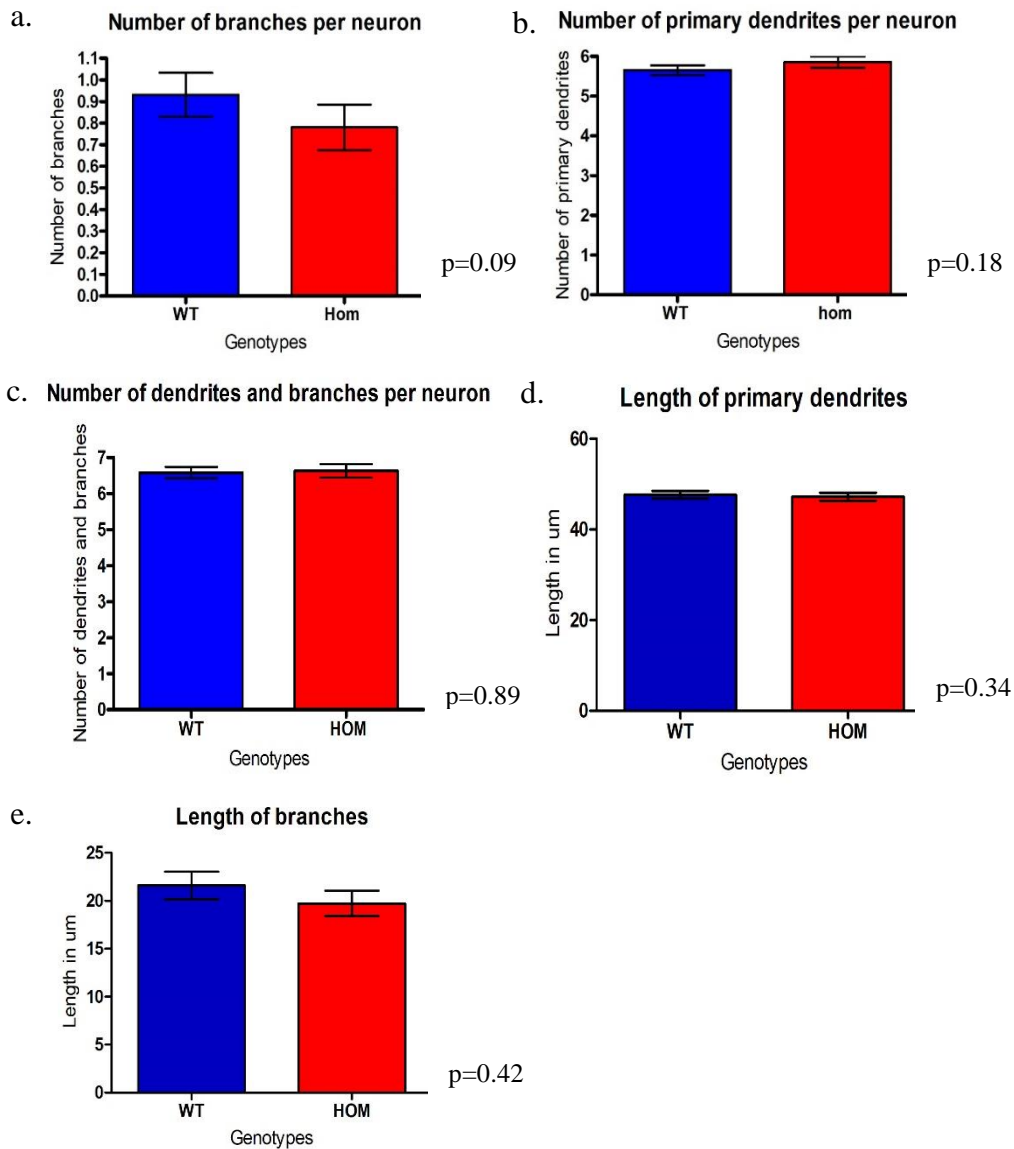 a.
Number of branches per neuron
Number of branches
1.1
1.0
0.9
0.8
0.7
0.6
0.5
0.4
0.3
0.2
0.1
0.0
WT
Hom
Genotypes
p=0.09
b.
Number of primary dendrites per neuron
Number of primary dendrites
6
5
4
3
2
1
0
WT
hom
Genotypes
p=0.18
c.
Number of dendrites and branches per neuron
Number of dendrites and branches
7
6
5
4
3
2
1
0
WT
HOM
Genotypes
p=0.89
d.
Length of primary dendrites
Length in um
60
40
20
0
WT
HOM
Genotypes
p=0.34
e.
Length of branches
Length in um
25
20
15
10
5
0
WT
HOM
Genotypes
p=0.42